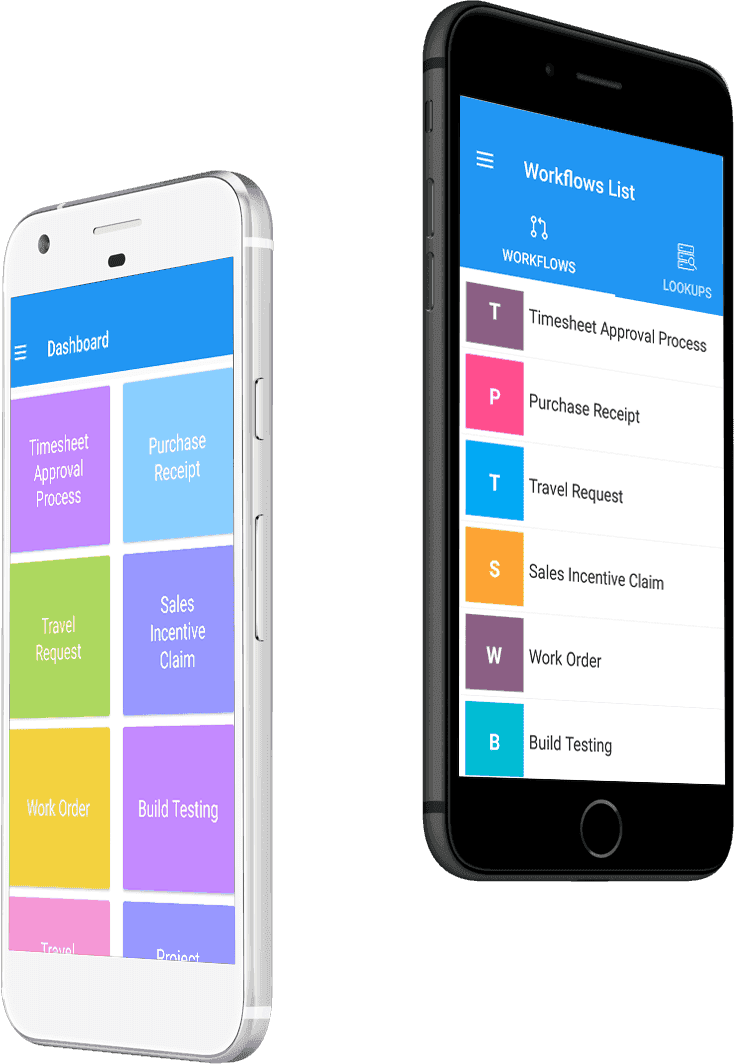 Dashboard
Timesheet
Approval
Process
Purchase
Receipt
Travel
Request
Sales
Incentive
Claim
Work Order
Build Testing
Travel
Project
Workflows List
WORKFLOWS
LOOKUPS
T
Timesheet Approval Process
P
Purchase Receipt
T
Travel Request
S
Sales Incentive Claim
W
Work Order
B
Build Testing